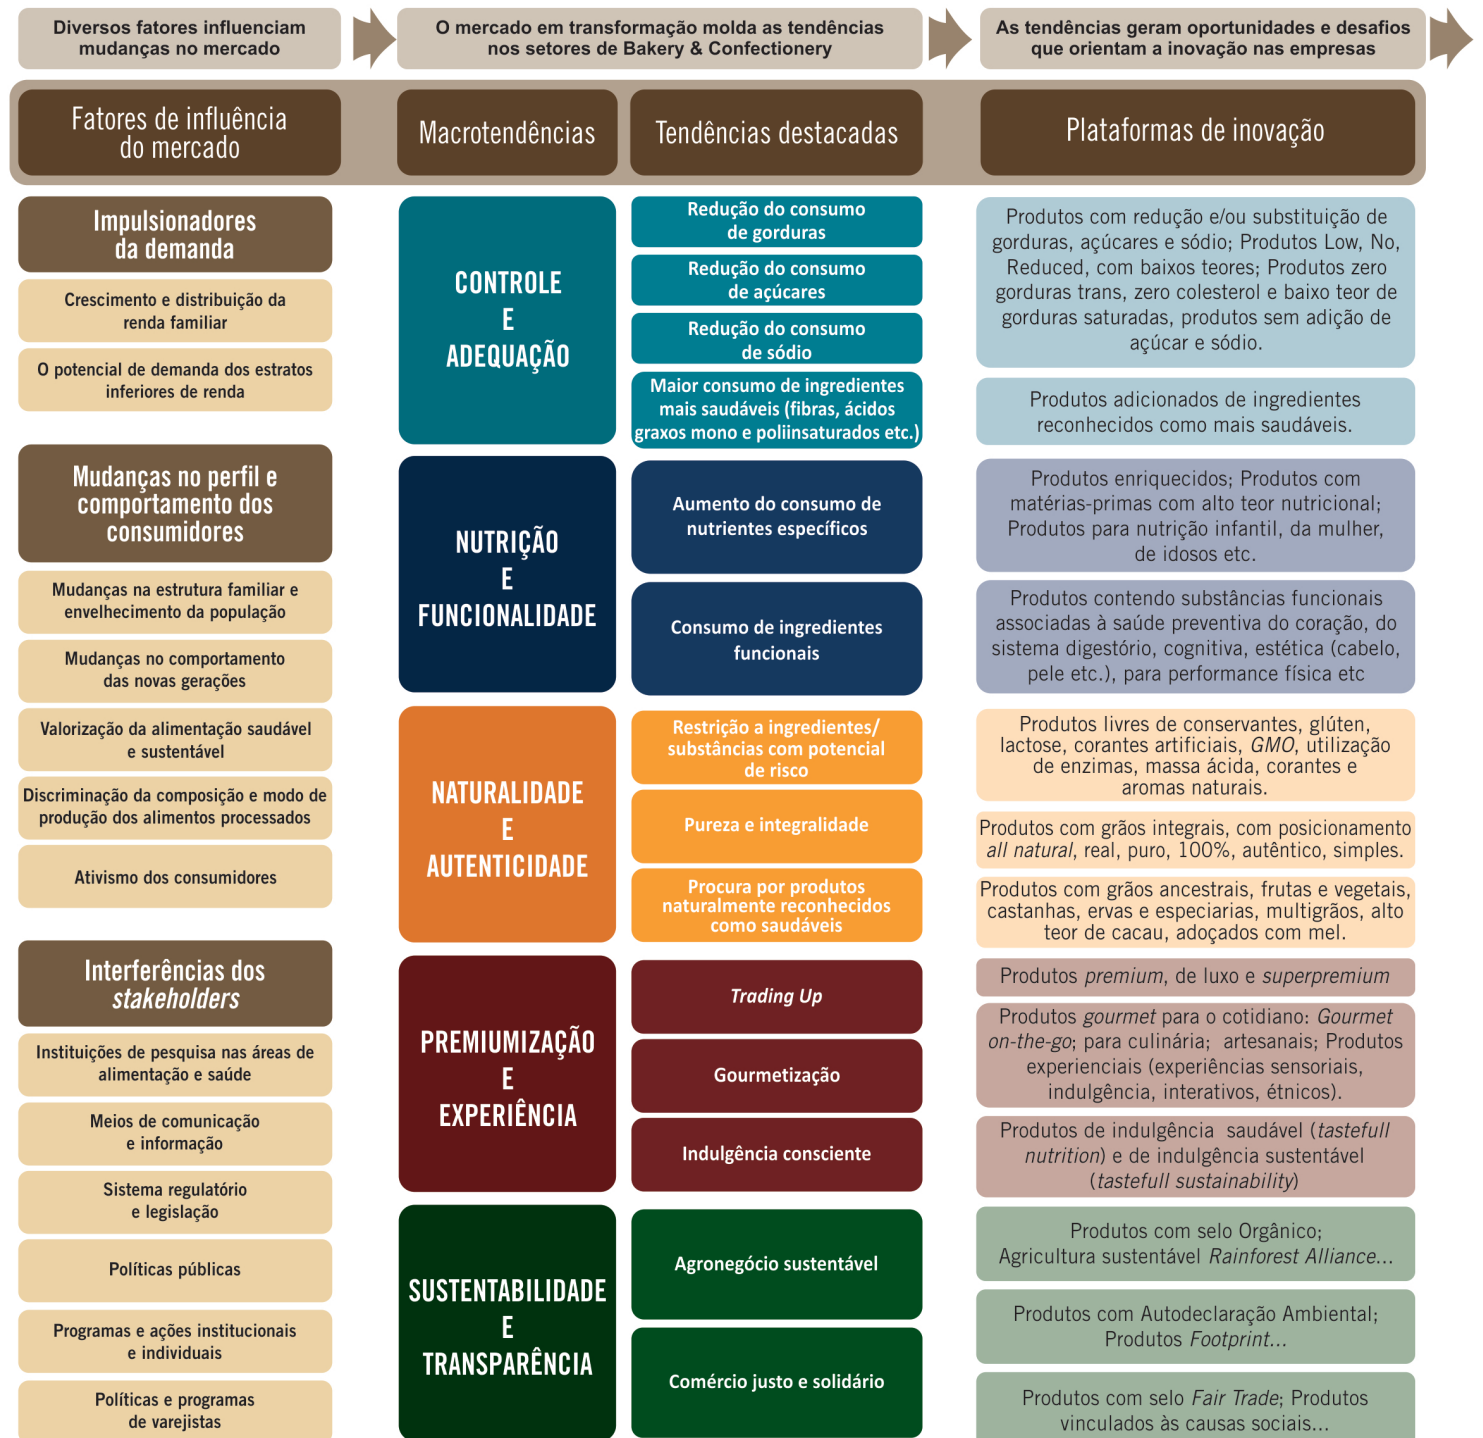 Diversos fatores influenciam
mudanças no mercado
O mercado em transformação molda as tendências
nos setores de Bakery & Confectionery
As tendências geram oportunidades e desafios
que orientam a inovação nas empresas
Fatores de influência
do mercado
Macrotendências
Tendências destacadas
Plataformas de inovação
Impulsionadores
da demanda
Crescimento e distribuição da
renda familiar
O potencial de demanda dos estratos
inferiores de renda
Mudanças no perfil e
comportamento dos
consumidores
Mudanças na estrutura familiar e
envelhecimento da população
Mudanças no comportamento
das novas gerações
Valorização da alimentação saudável
e sustentável
Discriminação da composição e modo de
produção dos alimentos processados
Ativismo dos consumidores
Interferências dos
stakeholders
Instituições de pesquisa nas áreas de
alimentação e saúde
Meios de comunicação
e informação
Sistema regulatório
e legislação
Políticas públicas
Programas e ações institucionais
e individuais
Políticas e programas
de varejistas
CONTROLE
E
ADEQUAÇÃO
Redução do consumo
de gorduras
Redução do consumo
de açúcares
Redução do consumo
de sódio
Maior consumo de ingredientes
mais saudáveis (fibras, ácidos
graxos mono e poliinsaturados etc.)
Produtos com redução e/ou substituição de
gorduras, açúcares e sódio; Produtos Low, No,
Reduced, com baixos teores; Produtos zero
gorduras trans, zero colesterol e baixo teor de
gorduras saturadas, produtos sem adição de
açúcar e sódio.
Produtos adicionados de ingredientes
reconhecidos como mais saudáveis.
NUTRIÇÃO
E
FUNCIONALIDADE
Aumento do consumo de
nutrientes específicos
Consumo de ingredientes
funcionais
Produtos enriquecidos; Produtos com
matérias-primas com alto teor nutricional;
Produtos para nutrição infantil, da mulher,
de idosos etc.
Produtos contendo substâncias funcionais
associadas à saúde preventiva do coração, do
sistema digestório, cognitiva, estética (cabelo,
pele etc.), para performance física etc
NATURALIDADE
E
AUTENTICIDADE
Restrição a ingredientes/
substâncias com potencial
de risco
Pureza e integralidade
Procura por produtos
naturalmente reconhecidos
como saudáveis
Produtos livres de conservantes, glúten,
lactose, corantes artificiais, GMO, utilização
de enzimas, massa ácida, corantes e
aromas naturais.
Produtos com grãos integrais, com posicionamento
all natural, real, puro, 100%, autêntico, simples.
Produtos com grãos ancestrais, frutas e vegetais,
castanhas, ervas e especiarias, multigrãos, alto
teor de cacau, adoçados com mel.
PREMIUMIZAÇÃO
E
EXPERIÊNCIA
Trading Up
Gourmetização
Indulgência consciente
Produtos premium, de luxo e superpremium
Produtos gourmet para o cotidiano: Gourmet
on-the-go; para culinária; artesanais; Produtos
experienciais (experiências sensoriais,
indulgência, interativos, étnicos).
Produtos de indulgência saudável (tastefull
nutrition) e de indulgência sustentável
(tastefull sustainability)
SUSTENTABILIDADE
E
TRANSPARÊNCIA
Agronegócio sustentável
Comércio justo e solidário
Produtos com selo Orgânico;
Agricultura sustentável Rainforest Alliance...
Produtos com Autodeclaração Ambiental;
Produtos Footprint...
Produtos com selo Fair Trade; Produtos
vinculados às causas sociais...